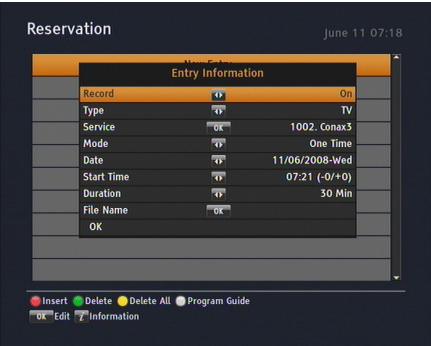 Reservation
June 11 07:18
New Entry
Entry Information
Record On
Type TV
Service OK 1002. Conax3
Mode One Time
Date 11/06/2008-Wed
Start Time 07:21 (-0/+0)
Duration 30 Min
File Name OK
OK
Insert Delete Delete All Program Guide
OK Edit i Information